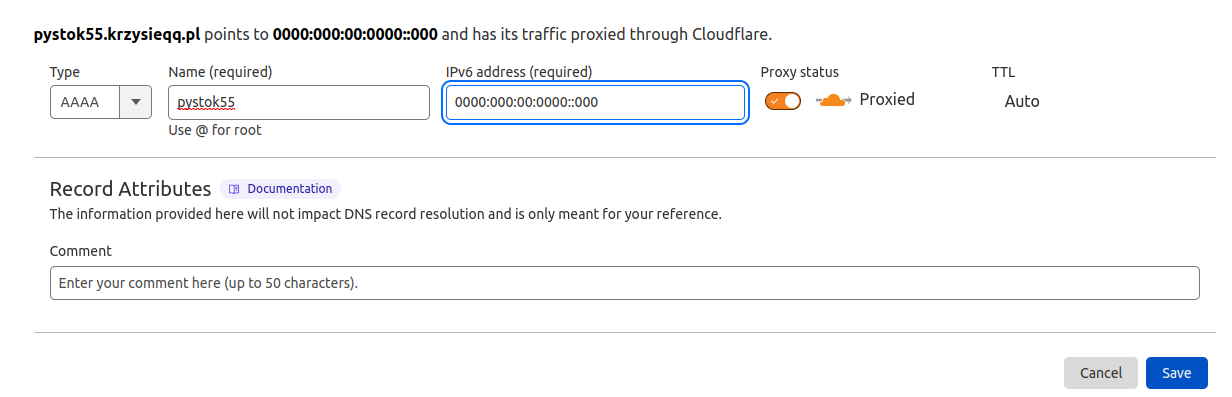 pystok55.krzysieqq.pl points to 0000:000:00:0000::000 and has its traffic proxied through Cloudflare.
Type Name (required) IPv6 address (required) Proxy status TTL
AAAA pystok55 0000:000:00:0000::000 Proxied Auto
Use @ for root
Record Attributes Documentation
The information provided here will not impact DNS record resolution and is only meant for your reference.
Comment
Enter your comment here (up to 50 characters).
Cancel Save